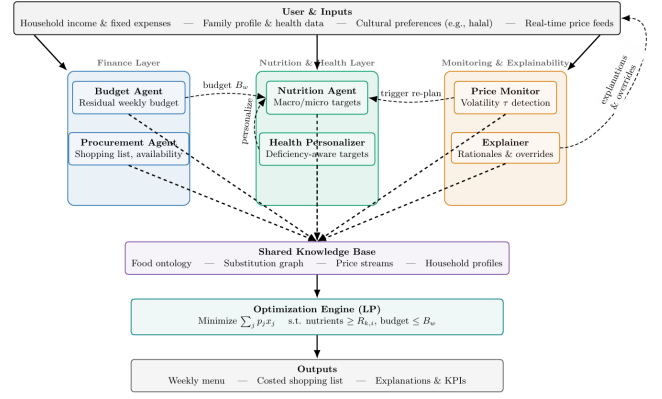 User & Inputs
Household income & fixed expenses — Family profile & health data — Cultural preferences (e.g., halal) — Real-time price feeds
Finance Layer
Nutrition & Health Layer
Monitoring & Explainability
explanations
& overrides
Budget Agent
Residual weekly budget
budget B_w
Nutrition Agent
Macro/micro targets
trigger re-plan
Price Monitor
Volatility τ detection
personalize
Procurement Agent
Shopping list, availability
Health Personalizer
Deficiency-aware targets
Explainer
Rationales & overrides
Shared Knowledge Base
Food ontology — Substitution graph — Price streams — Household profiles
Optimization Engine (LP)
Minimize ∑_j p_j x_j s.t. nutrients ≥ R_{k,i}, budget ≤ B_w
Outputs
Weekly menu — Costed shopping list — Explanations & KPIs